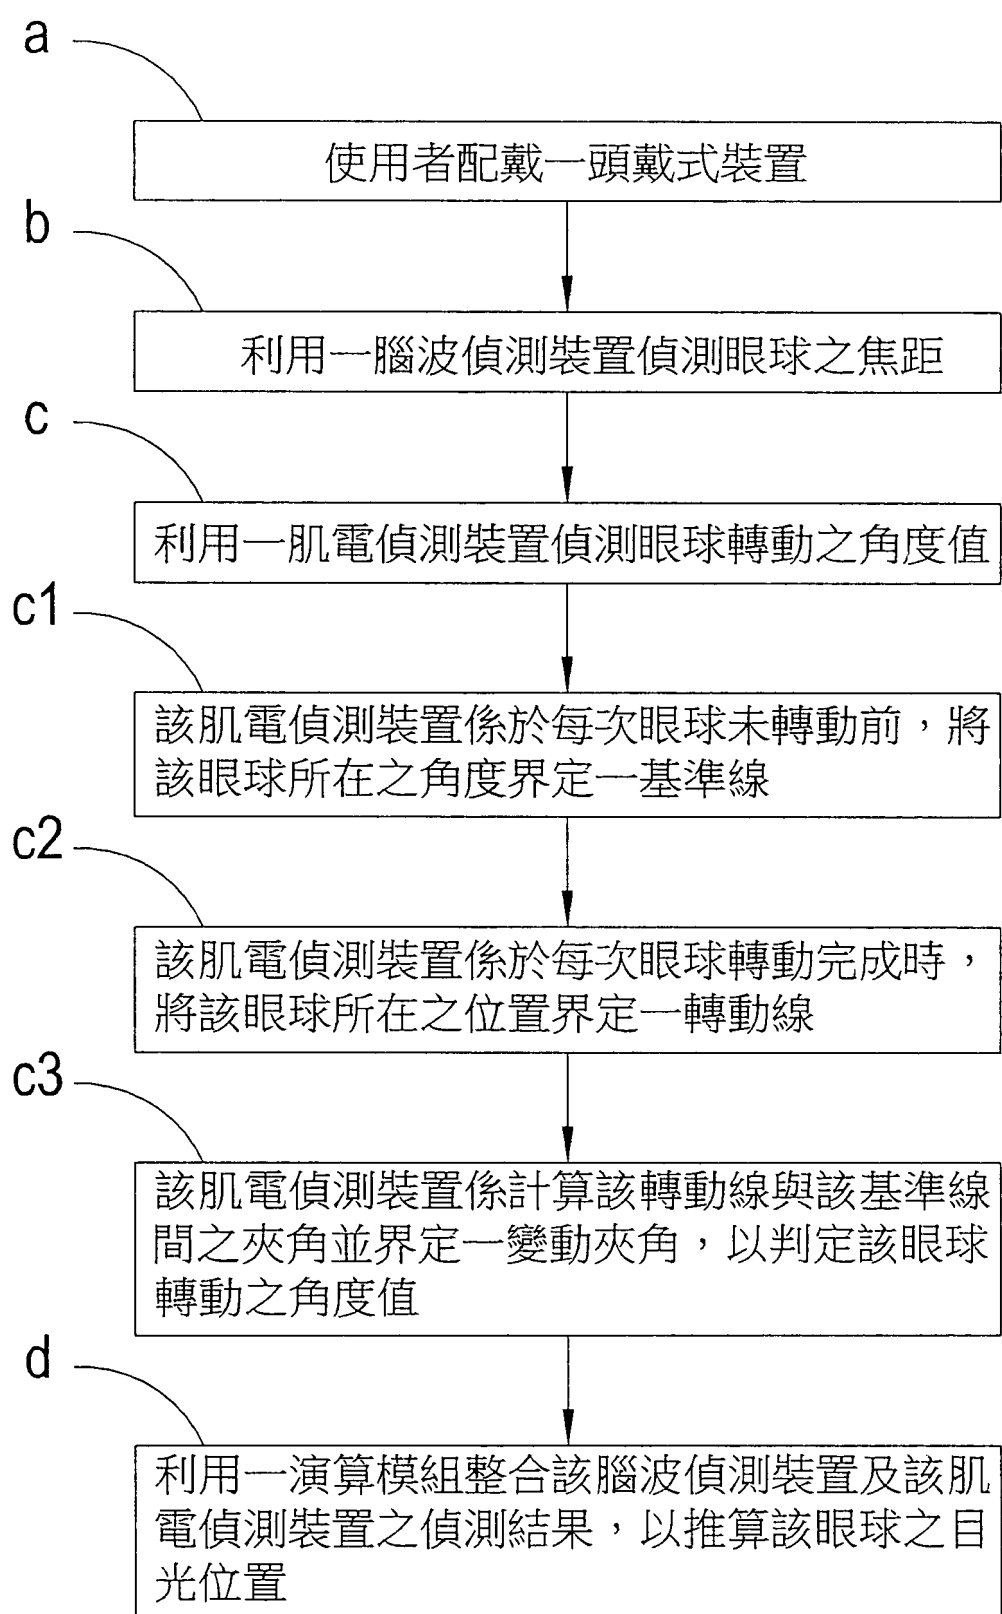 a
使用者配戴一頭戴式裝置
b
利用一腦波偵測裝置偵測眼球之焦距
c
利用一肌電偵測裝置偵測眼球轉動之角度值
c1
該肌電偵測裝置係於每次眼球未轉動前，將
該眼球所在之角度界定一基準線
c2
該肌電偵測裝置係於每次眼球轉動完成時，
將該眼球所在之位置界定一轉動線
c3
該肌電偵測裝置係計算該轉動線與該基準線
間之夾角並界定一變動夾角，以判定該眼球
轉動之角度值
d
利用一演算模組整合該腦波偵測裝置及該肌
電偵測裝置之偵測結果，以推算該眼球之目
光位置